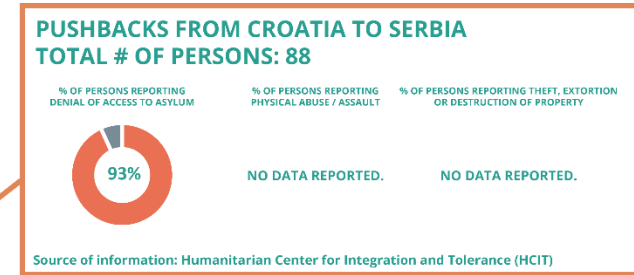 PUSHBACKS FROM CROATIA TO SERBIA
TOTAL # OF PERSONS: 88
% OF PERSONS REPORTING
DENIAL OF ACCESS TO ASYLUM
93%
% OF PERSONS REPORTING
PHYSICAL ABUSE / ASSAULT
NO DATA REPORTED.
% OF PERSONS REPORTING THEFT, EXTORTION
OR DESTRUCTION OF PROPERTY
NO DATA REPORTED.
Source of information: Humanitarian Center for Integration and Tolerance (HCIT)